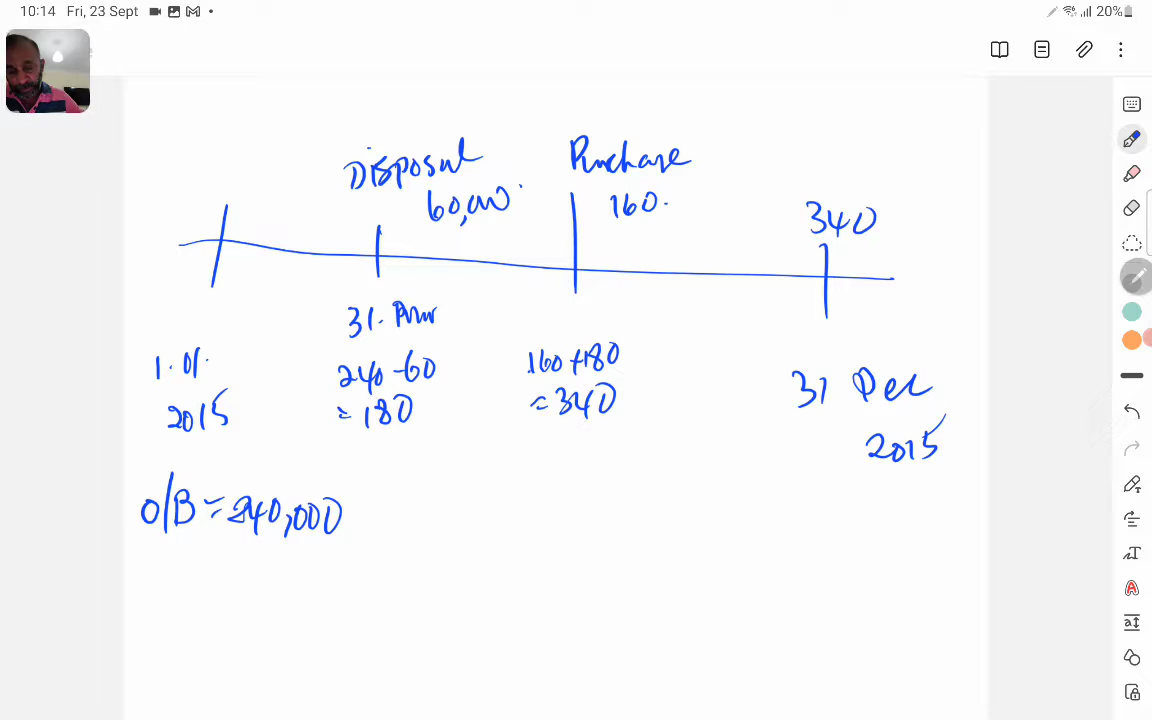 10:14 Fri, 23 Sept
20%
Disposal
60,000
Purchase
160.
340
31.
240-60
=180
160+180
=340
1.01.
2015
31 Dec
2015
O/B=240,000